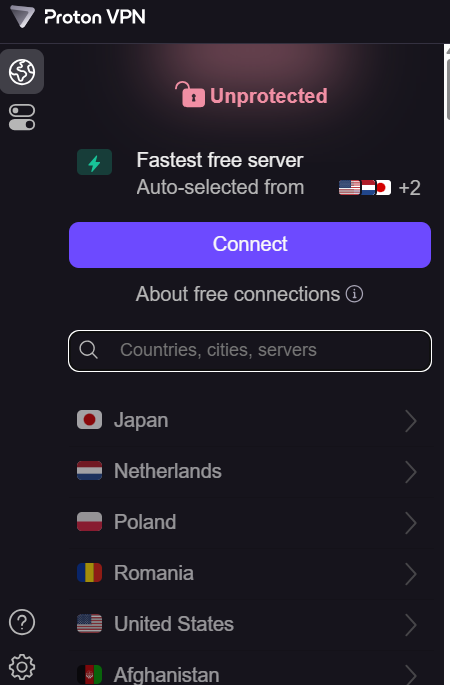 Proton VPN
Unprotected
Fastest free server
Auto-selected from +2
Connect
About free connections
Countries, cities, servers
Japan
Netherlands
Poland
Romania
United States
Afghanistan